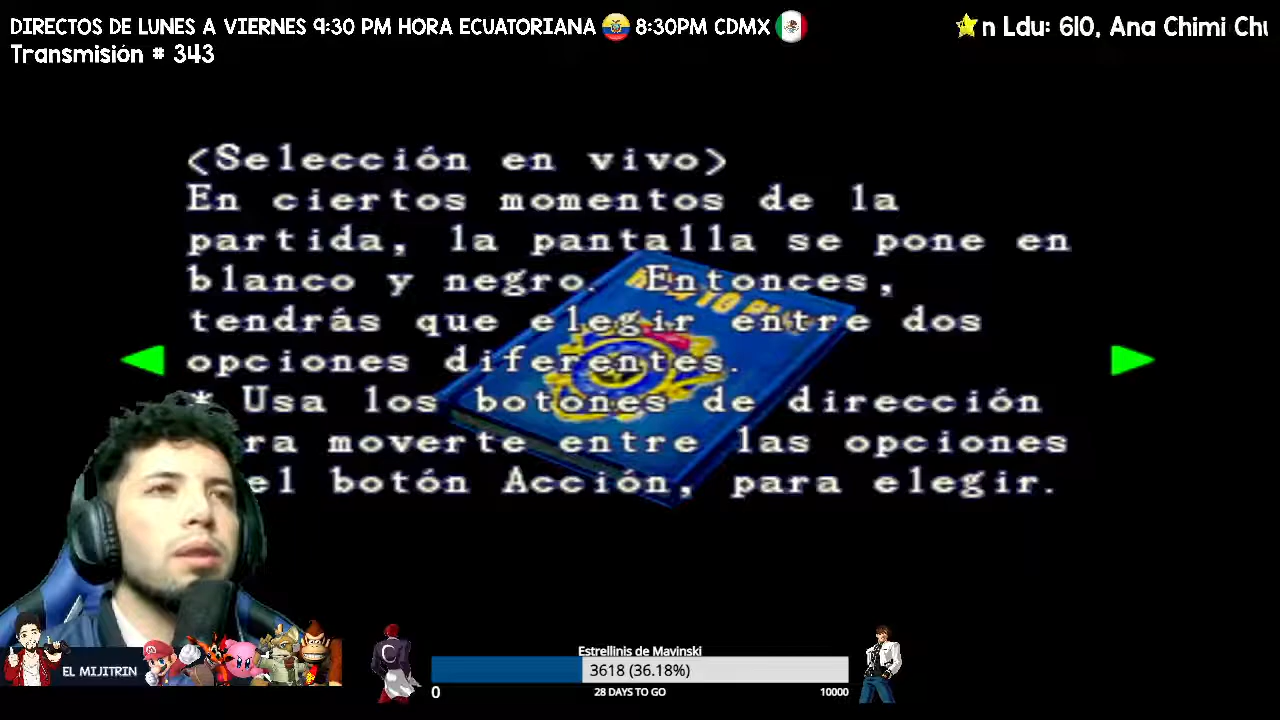 DIRECTOS DE LUNES A VIERNES 9:30 PM HORA ECUATORIANA 8:30PM CDMX
n Ldu: 610, Ana Chimi Chu
Transmisión # 343
<Selección en vivo>
En ciertos momentos de la
partida, la pantalla se pone en
blanco y negro. Entonces,
tendrás que elegir entre dos
opciones diferentes.
* Usa los botones de dirección
ra moverte entre las opciones
el botón Acción, para elegir.
TO
EL MIJITRIN
C
Estrellinis de Mavinski
3618 (36.18%)
0 28 DAYS TO GO 10000